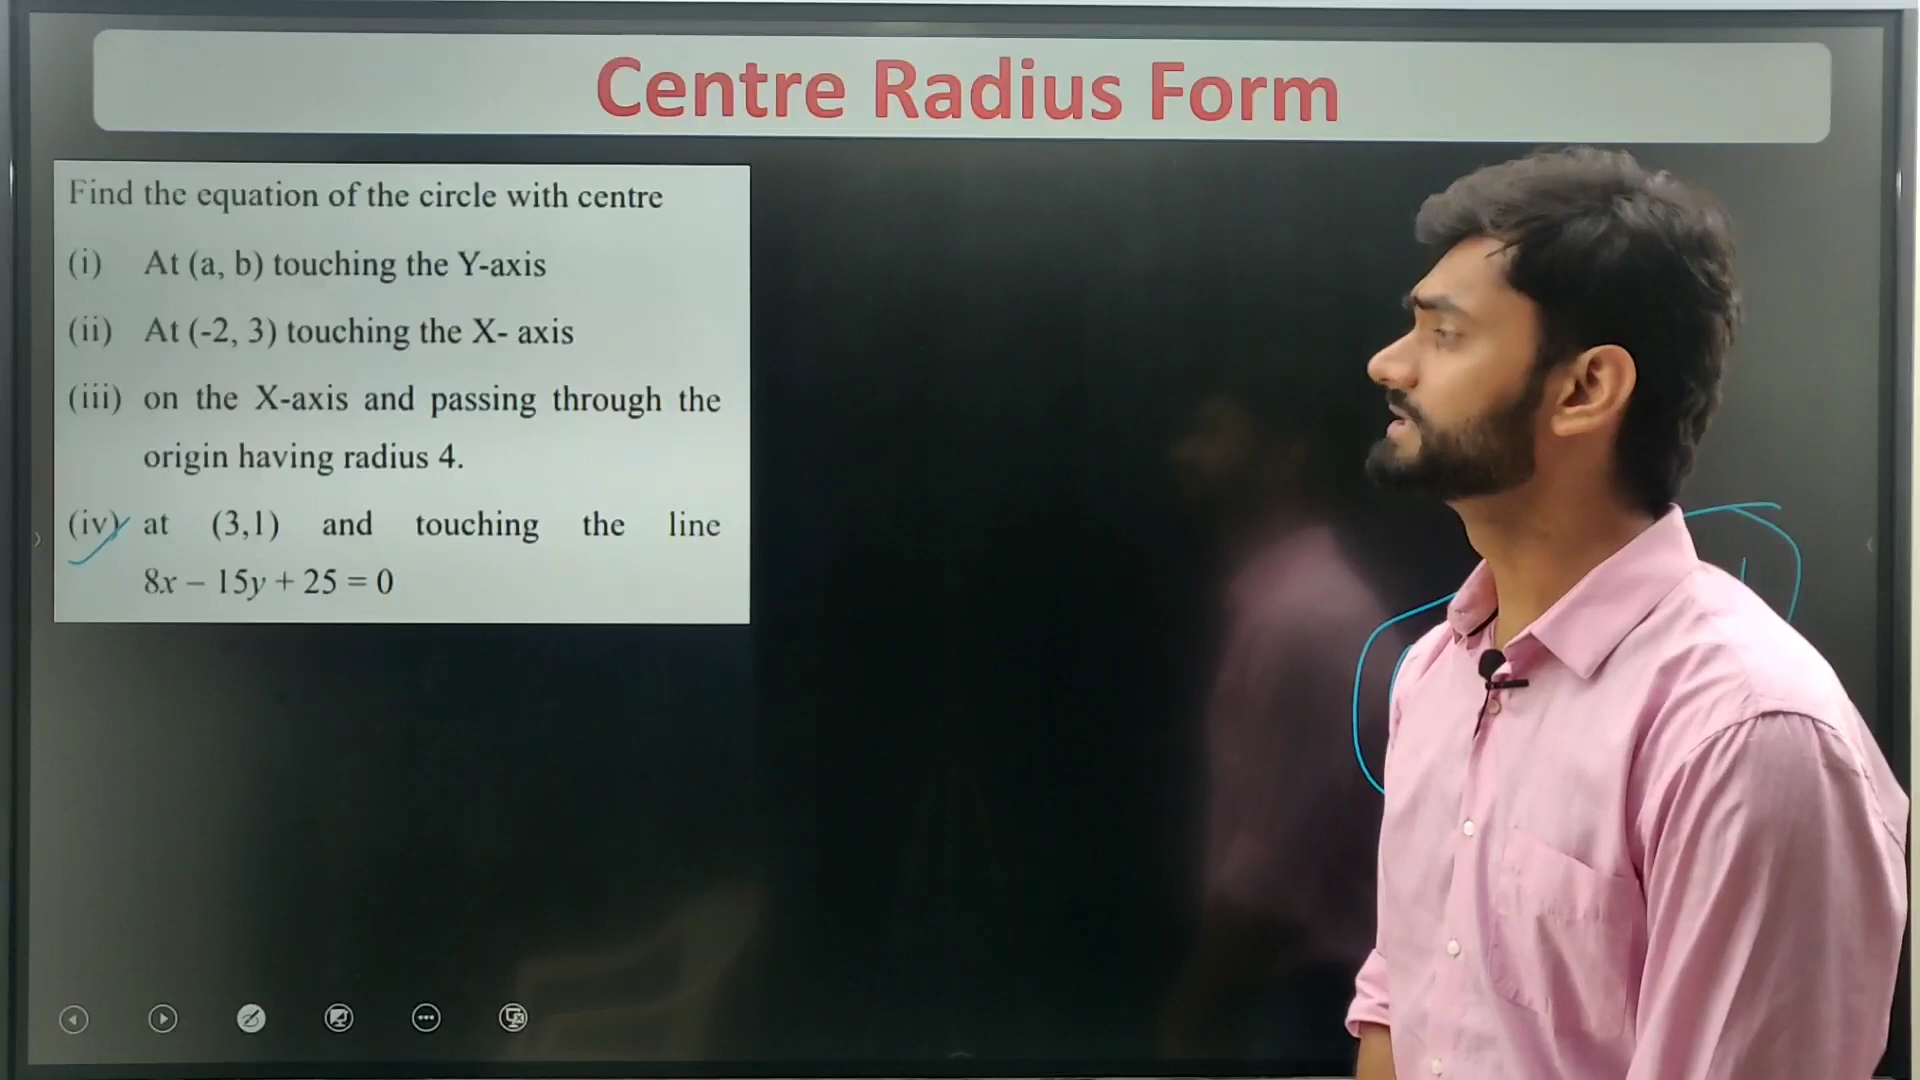 Centre Radius Form
Find the equation of the circle with centre
(i) At (a, b) touching the Y-axis
(ii) At (-2, 3) touching the X- axis
(iii) on the X-axis and passing through the
origin having radius 4.
(iv) at (3,1) and touching the line
8x – 15y + 25 = 0